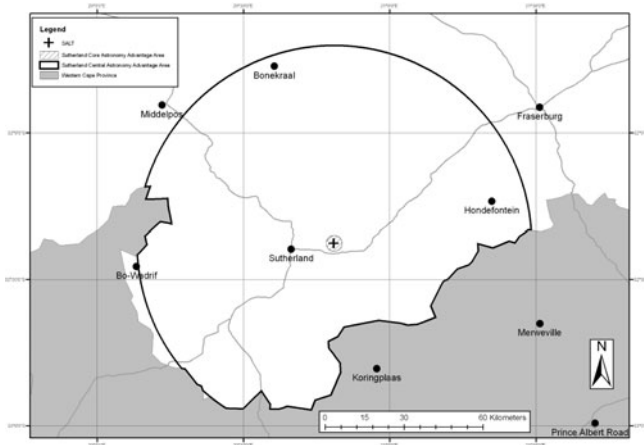 Legend
SALT
Sutherland Core Astronomy Advantage Area
Sutherland Central Astronomy Advantage Area
Western Cape Province
Bonekraal
Middelpos
Fraserburg
Hondefontein
Sutherland
Bo-Wadrif
Merweville
Koringplaas
N
0 15 30 60 Kilometers
Prince Albert Road